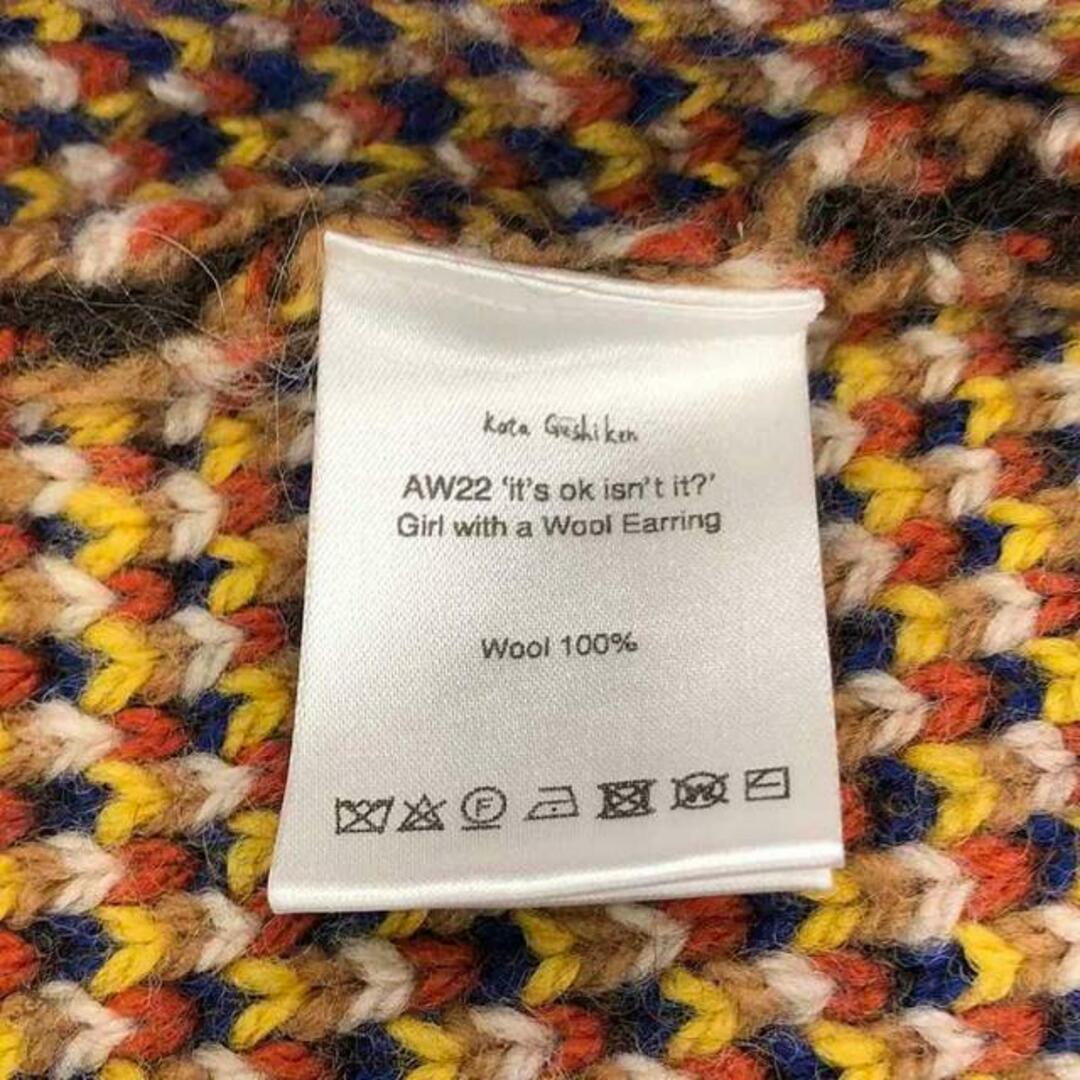 Kota Gushiken
AW22 ‘it’s ok isn’t it?’
Girl with a Wool Earring
Wool 100%
F W